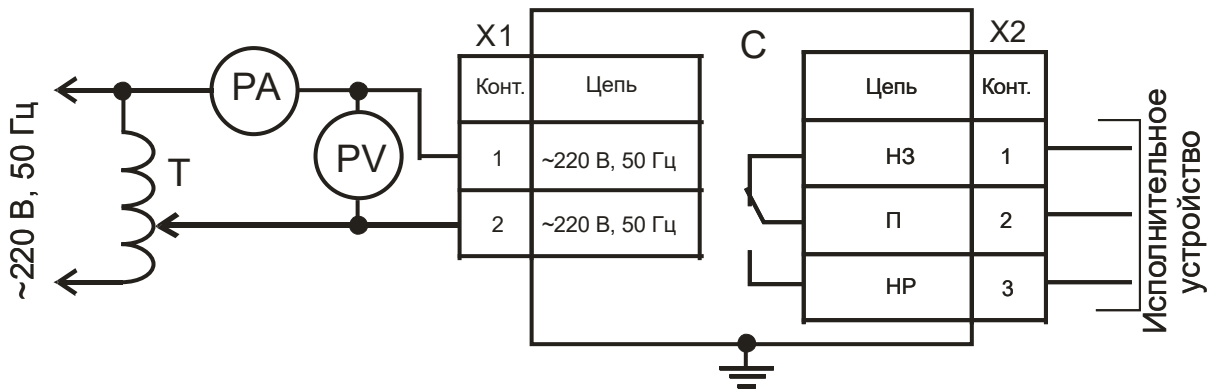 ~220 В, 50 Гц
PA
PV
T
X1
Конт.
Цепь
1
~220 В, 50 Гц
2
~220 В, 50 Гц
C
X2
Цепь
Конт.
НЗ
1
П
2
НР
3
Исполнительное
устройство